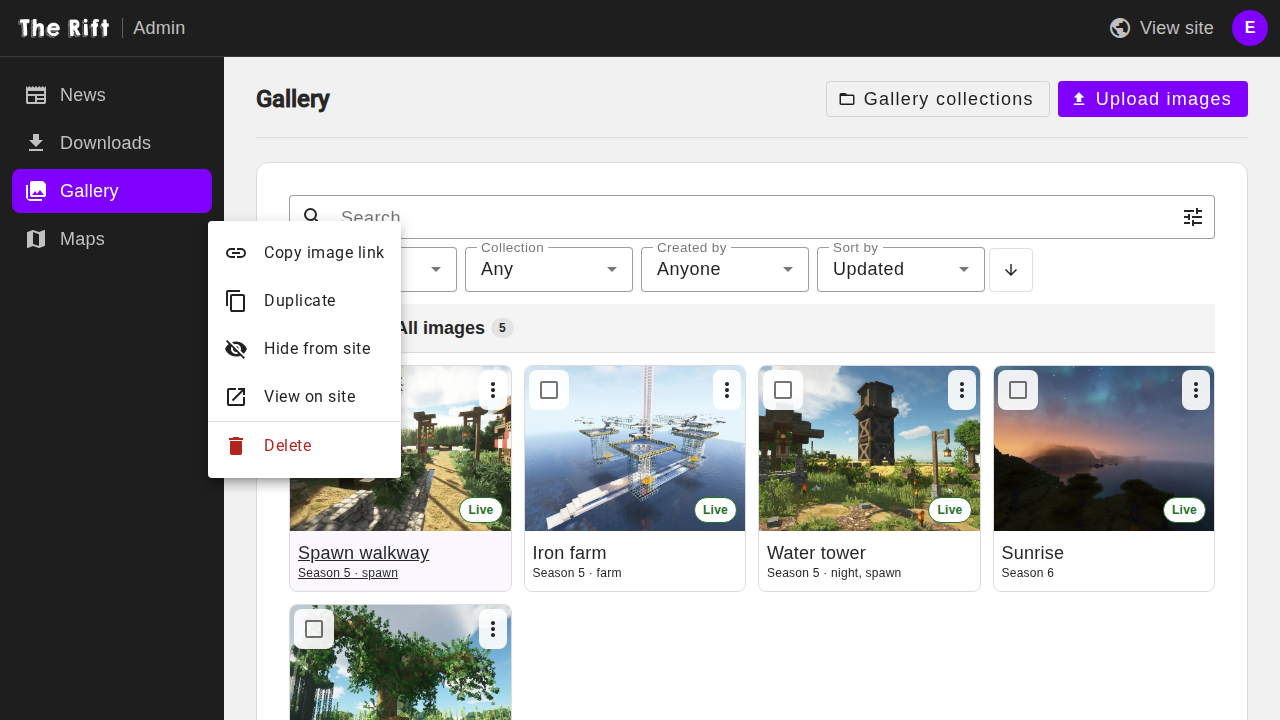 The Rift
Admin
View site
E
News
Downloads
Gallery
Maps
Gallery
Gallery collections
Upload images
Search
Collection
Any
Created by
Anyone
Sort by
Updated
All images 5
Copy image link
Duplicate
Hide from site
View on site
Delete
Live
Spawn walkway
Season 5 · spawn
Live
Iron farm
Season 5 · farm
Live
Water tower
Season 5 · night, spawn
Live
Sunrise
Season 6